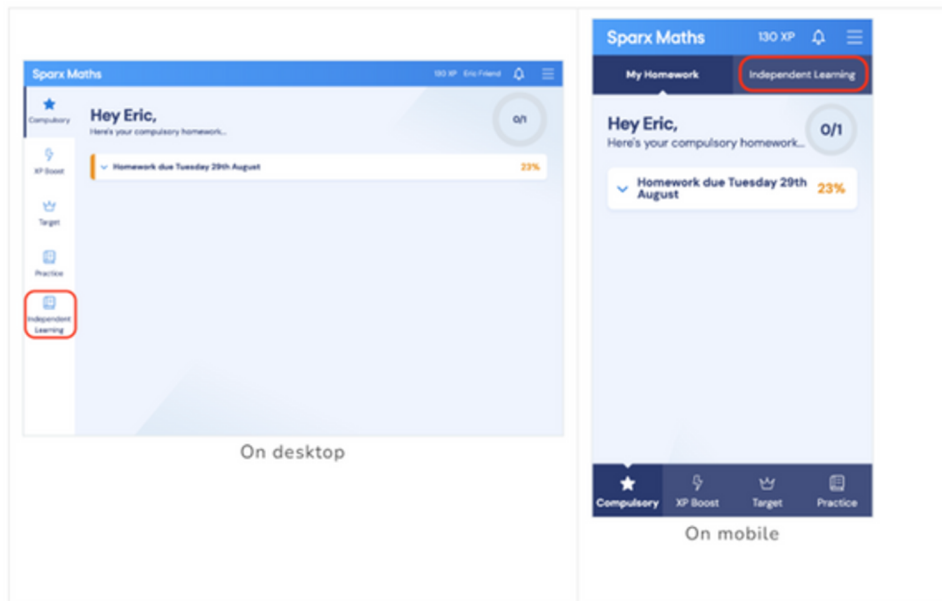 Sparx Maths
130 XP Eric Friend
Compulsory
XP Boost
Target
Practice
Independent
Learning
Hey Eric,
Here's your compulsory homework...
0/1
Homework due Tuesday 29th August
23%
On desktop
Sparx Maths
130 XP
My Homework
Independent Learning
Hey Eric,
Here's your compulsory homework...
0/1
Homework due Tuesday 29th
August
23%
Compulsory
XP Boost
Target
Practice
On mobile